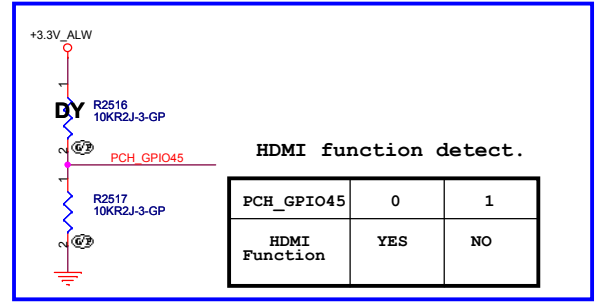 +3.3V_ALW
1
DY
R2516
10KR2J-3-GP
2
G/P
PCH_GPIO45
1
R2517
10KR2J-3-GP
2
G/P
HDMI function detect.
PCH_GPIO45 0 1
HDMI Function YES NO